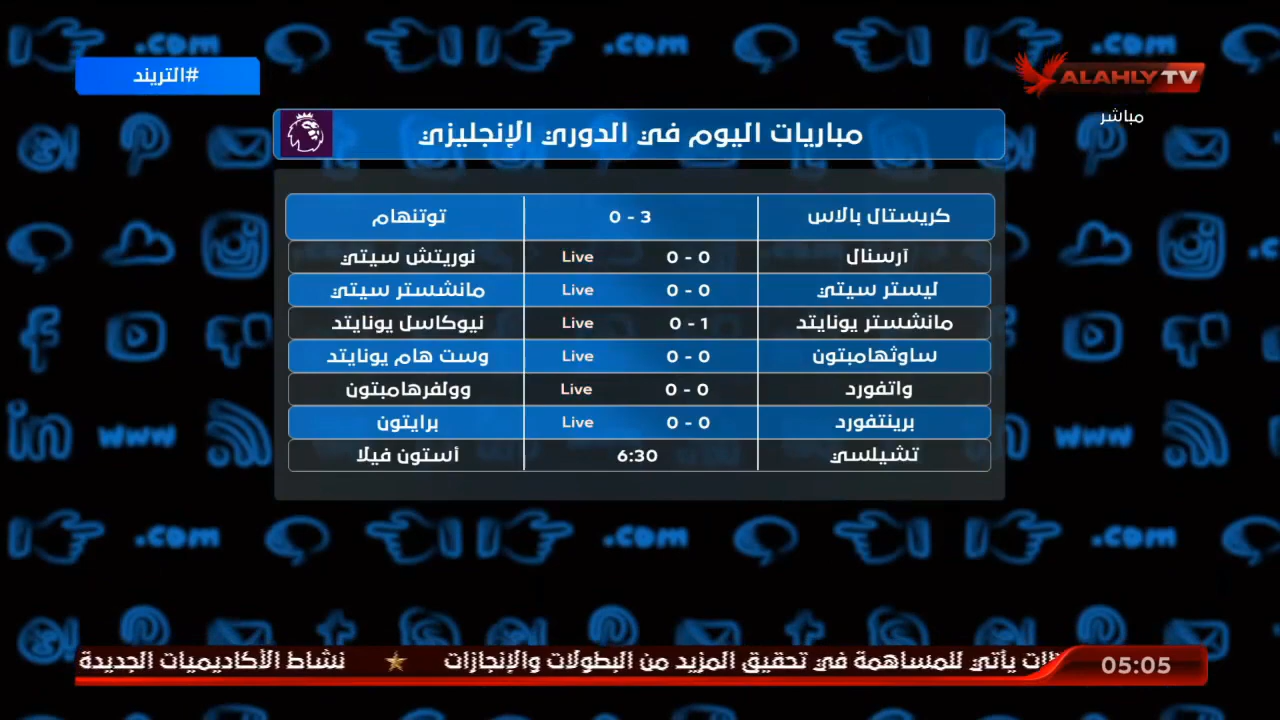 #التريند
ALAHLY TV
مباشر
مباريات اليوم في الدوري الإنجليزي
كريستال بالاس 3 - 0 توتنهام
آرسنال 0 - 0 Live نوريتش سيتي
ليستر سيتي 0 - 0 Live مانشستر سيتي
مانشستر يونايتد 1 - 0 Live نيوكاسل يونايتد
ساوثهامبتون 0 - 0 Live وست هام يونايتد
واتفورد 0 - 0 Live وولفرهامبتون
برينتفورد 0 - 0 Live برايتون
تشيلسي 6:30 أستون فيلا
يأتي للمساهمة في تحقيق المزيد من البطولات والإنجازات ★ نشاط الأكاديميات الجديدة
05:05